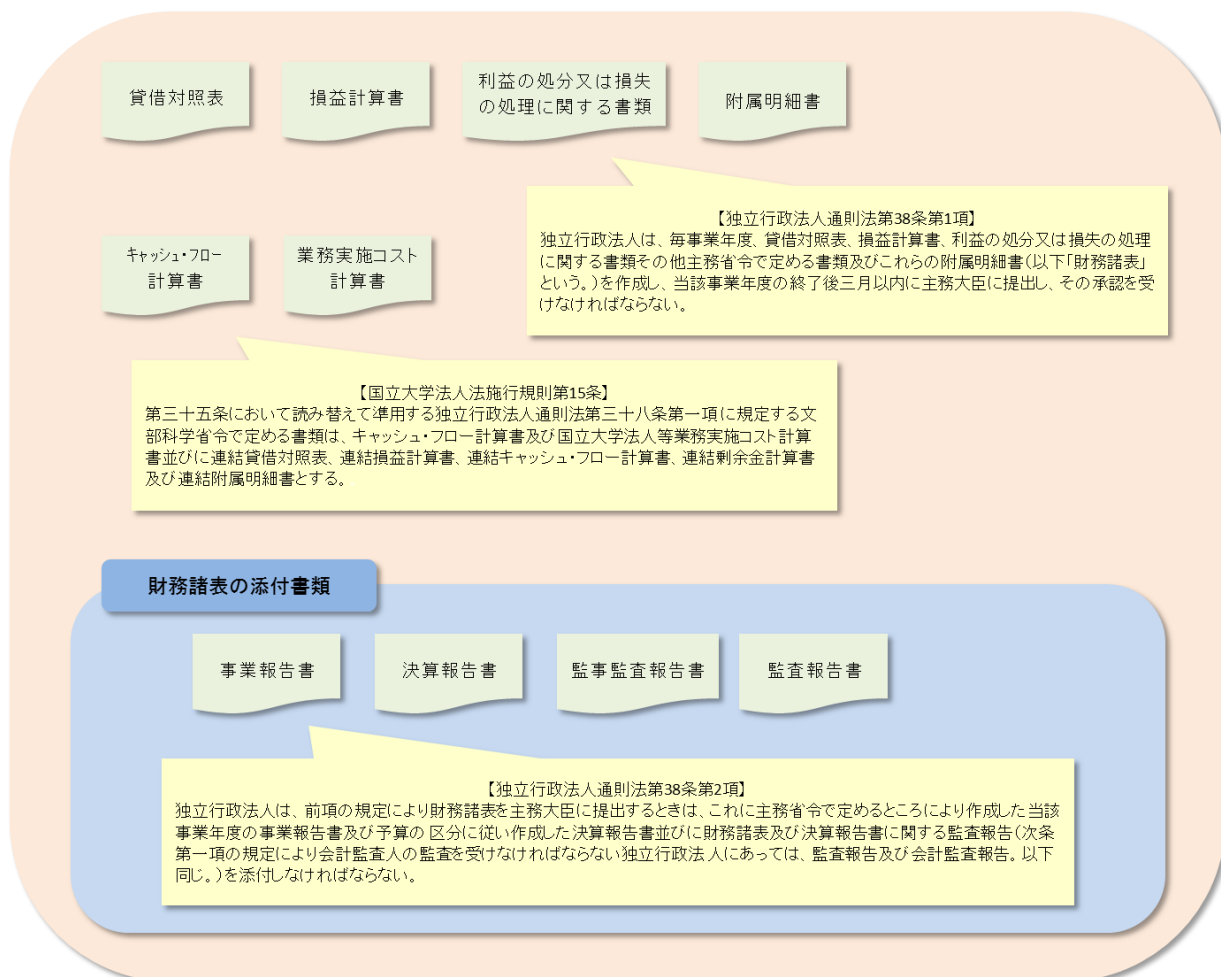 貸借対照表
損益計算書
利益の処分又は損失
の処理に関する書類
附属明細書
【独立行政法人通則法第38条第1項】
独立行政法人は、毎事業年度、貸借対照表、損益計算書、利益の処分又は損失の処理
に関する書類その他主務省令で定める書類及びこれらの附属明細書(以下「財務諸表」
という。)を作成し、当該事業年度の終了後三月以内に主務大臣に提出し、その承認を受
けなければならない。
キャッシュ・フロー
計算書
業務実施コスト
計算書
【国立大学法人法施行規則第15条】
第三十五条において読み替えて準用する独立行政法人通則法第三十八条第一項に規定する文
部科学省令で定める書類は、キャッシュ・フロー計算書及び国立大学法人等業務実施コスト計算
書並びに連結貸借対照表、連結損益計算書、連結キャッシュ・フロー計算書、連結剰余金計算書
及び連結附属明細書とする。
財務諸表の添付書類
事業報告書
決算報告書
監事監査報告書
監査報告書
【独立行政法人通則法第38条第2項】
独立行政法人は、前項の規定により財務諸表を主務大臣に提出するときは、これに主務省令で定めるところにより作成した当該
事業年度の事業報告書及び予算の区分に従い作成した決算報告書並びに財務諸表及び決算報告書に関する監査報告(次条
第一項の規定により会計監査人の監査を受けなければならない独立行政法人にあっては、監査報告及び会計監査報告。以下
同じ。)を添付しなければならない。